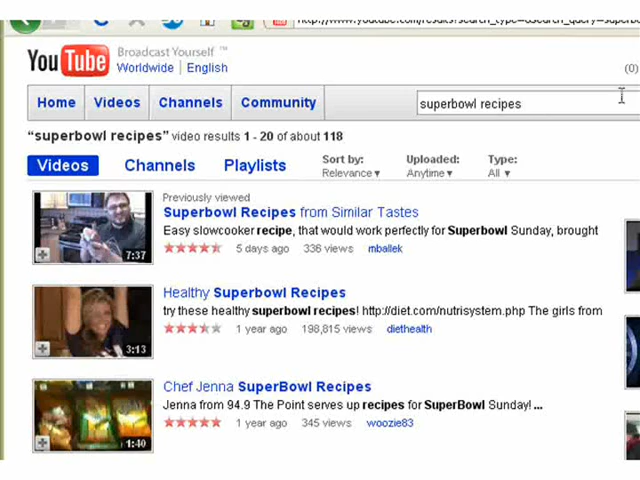 YouTube Broadcast Yourself ™
Worldwide | English
(0)
Home Videos Channels Community
superbowl recipes
"superbowl recipes" video results 1 - 20 of about 118
Videos Channels Playlists
Sort by: Uploaded: Type:
Relevance ▾ Anytime ▾ All ▾
Previously viewed
Superbowl Recipes from Similar Tastes
Easy slowcooker recipe, that would work perfectly for Superbowl Sunday, brought
7:37
5 days ago 336 views mballek
Healthy Superbowl Recipes
try these healthy superbowl recipes! http://diet.com/nutrisystem.php The girls from
3:13
1 year ago 198,815 views diethealth
Chef Jenna SuperBowl Recipes
Jenna from 94.9 The Point serves up recipes for SuperBowl Sunday! ...
1:40
1 year ago 345 views woozie83